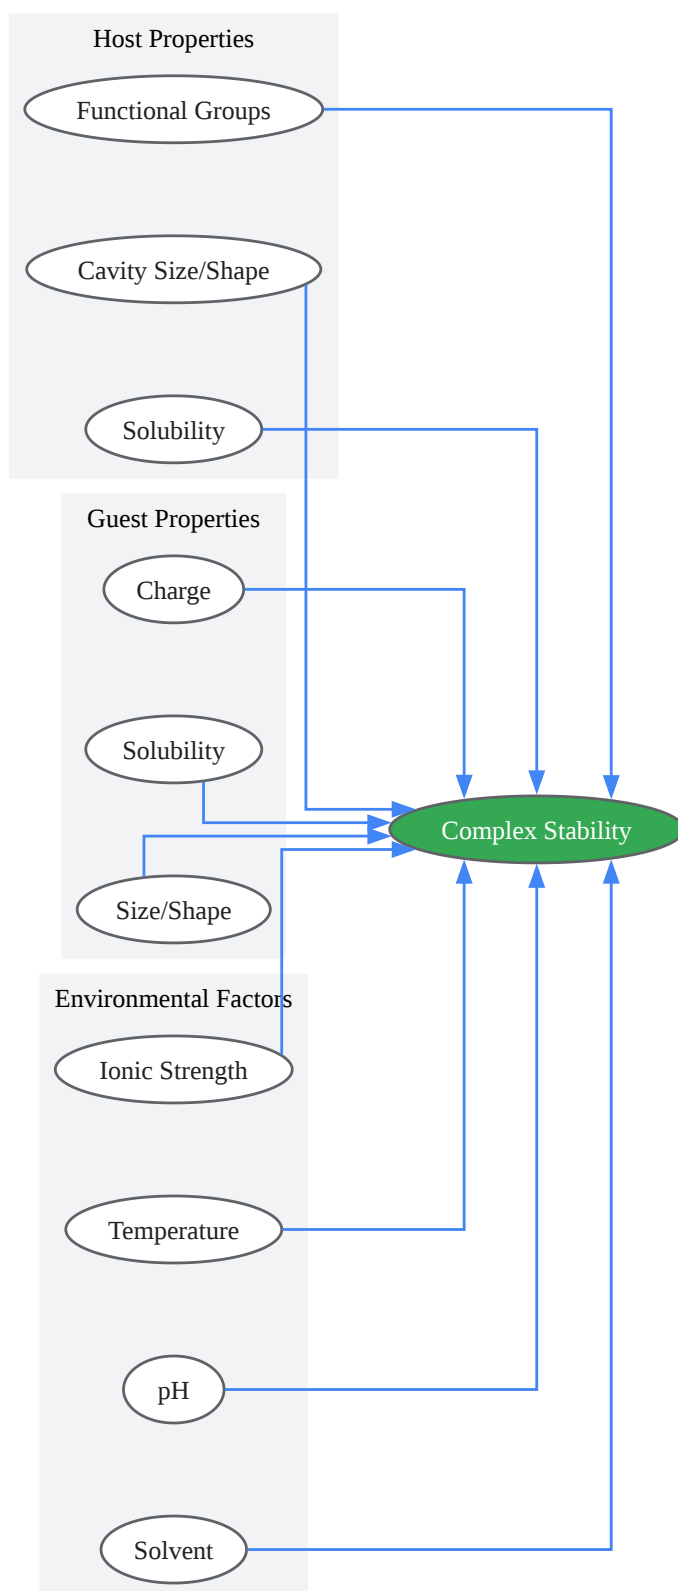 Host Properties
Functional Groups
Cavity Size/Shape
Solubility
Guest Properties
Charge
Solubility
Complex Stability
Size/Shape
Environmental Factors
Ionic Strength
Temperature
pH
Solvent